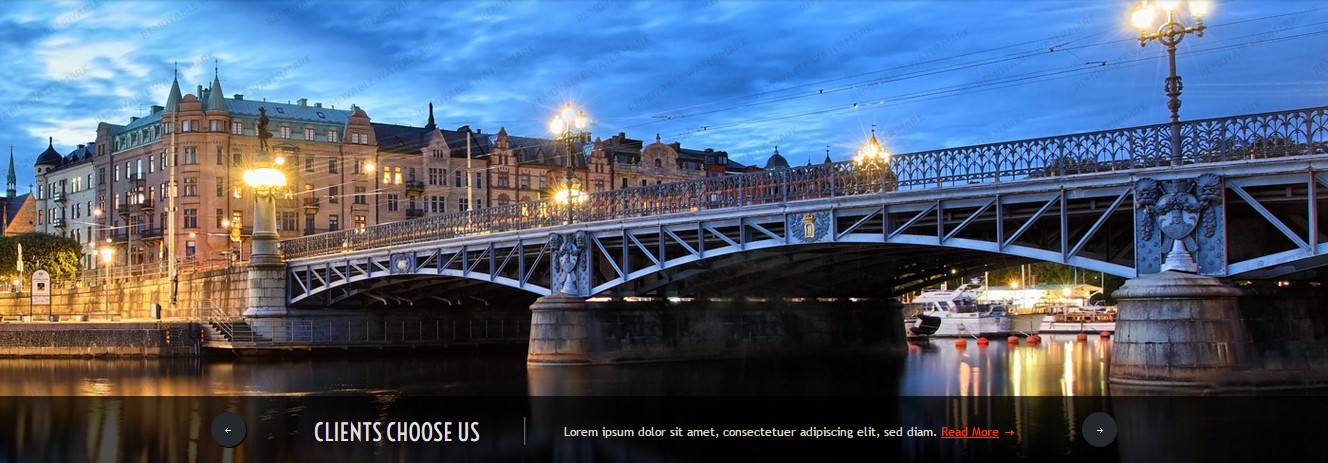 CLIENTS CHOOSE US
Lorem ipsum dolor sit amet, consectetuer adipiscing elit, sed diam. Read More →